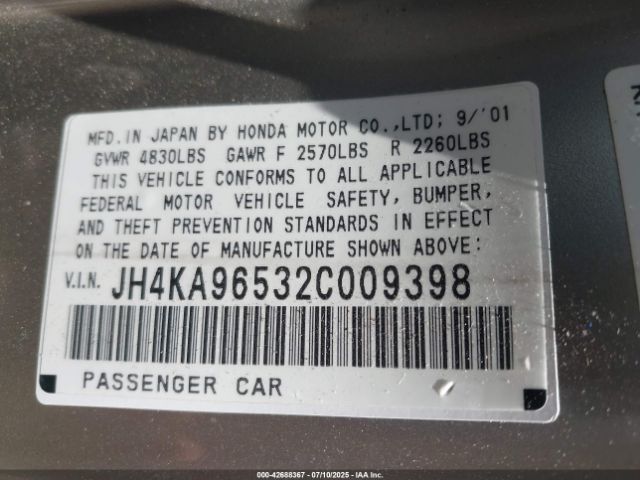 MFD.IN JAPAN BY HONDA MOTOR CO.,LTD; 9/'01
GVWR 4830LBS GAWR F 2570LBS R 2260LBS
THIS VEHICLE CONFORMS TO ALL APPLICABLE
FEDERAL MOTOR VEHICLE SAFETY, BUMPER,
AND THEFT PREVENTION STANDARDS IN EFFECT
ON THE DATE OF MANUFACTURE SHOWN ABOVE:
V.I.N. JH4KA96532C009398
PASSENGER CAR
000-42688367 - 07/10/2025 - IAA Inc.